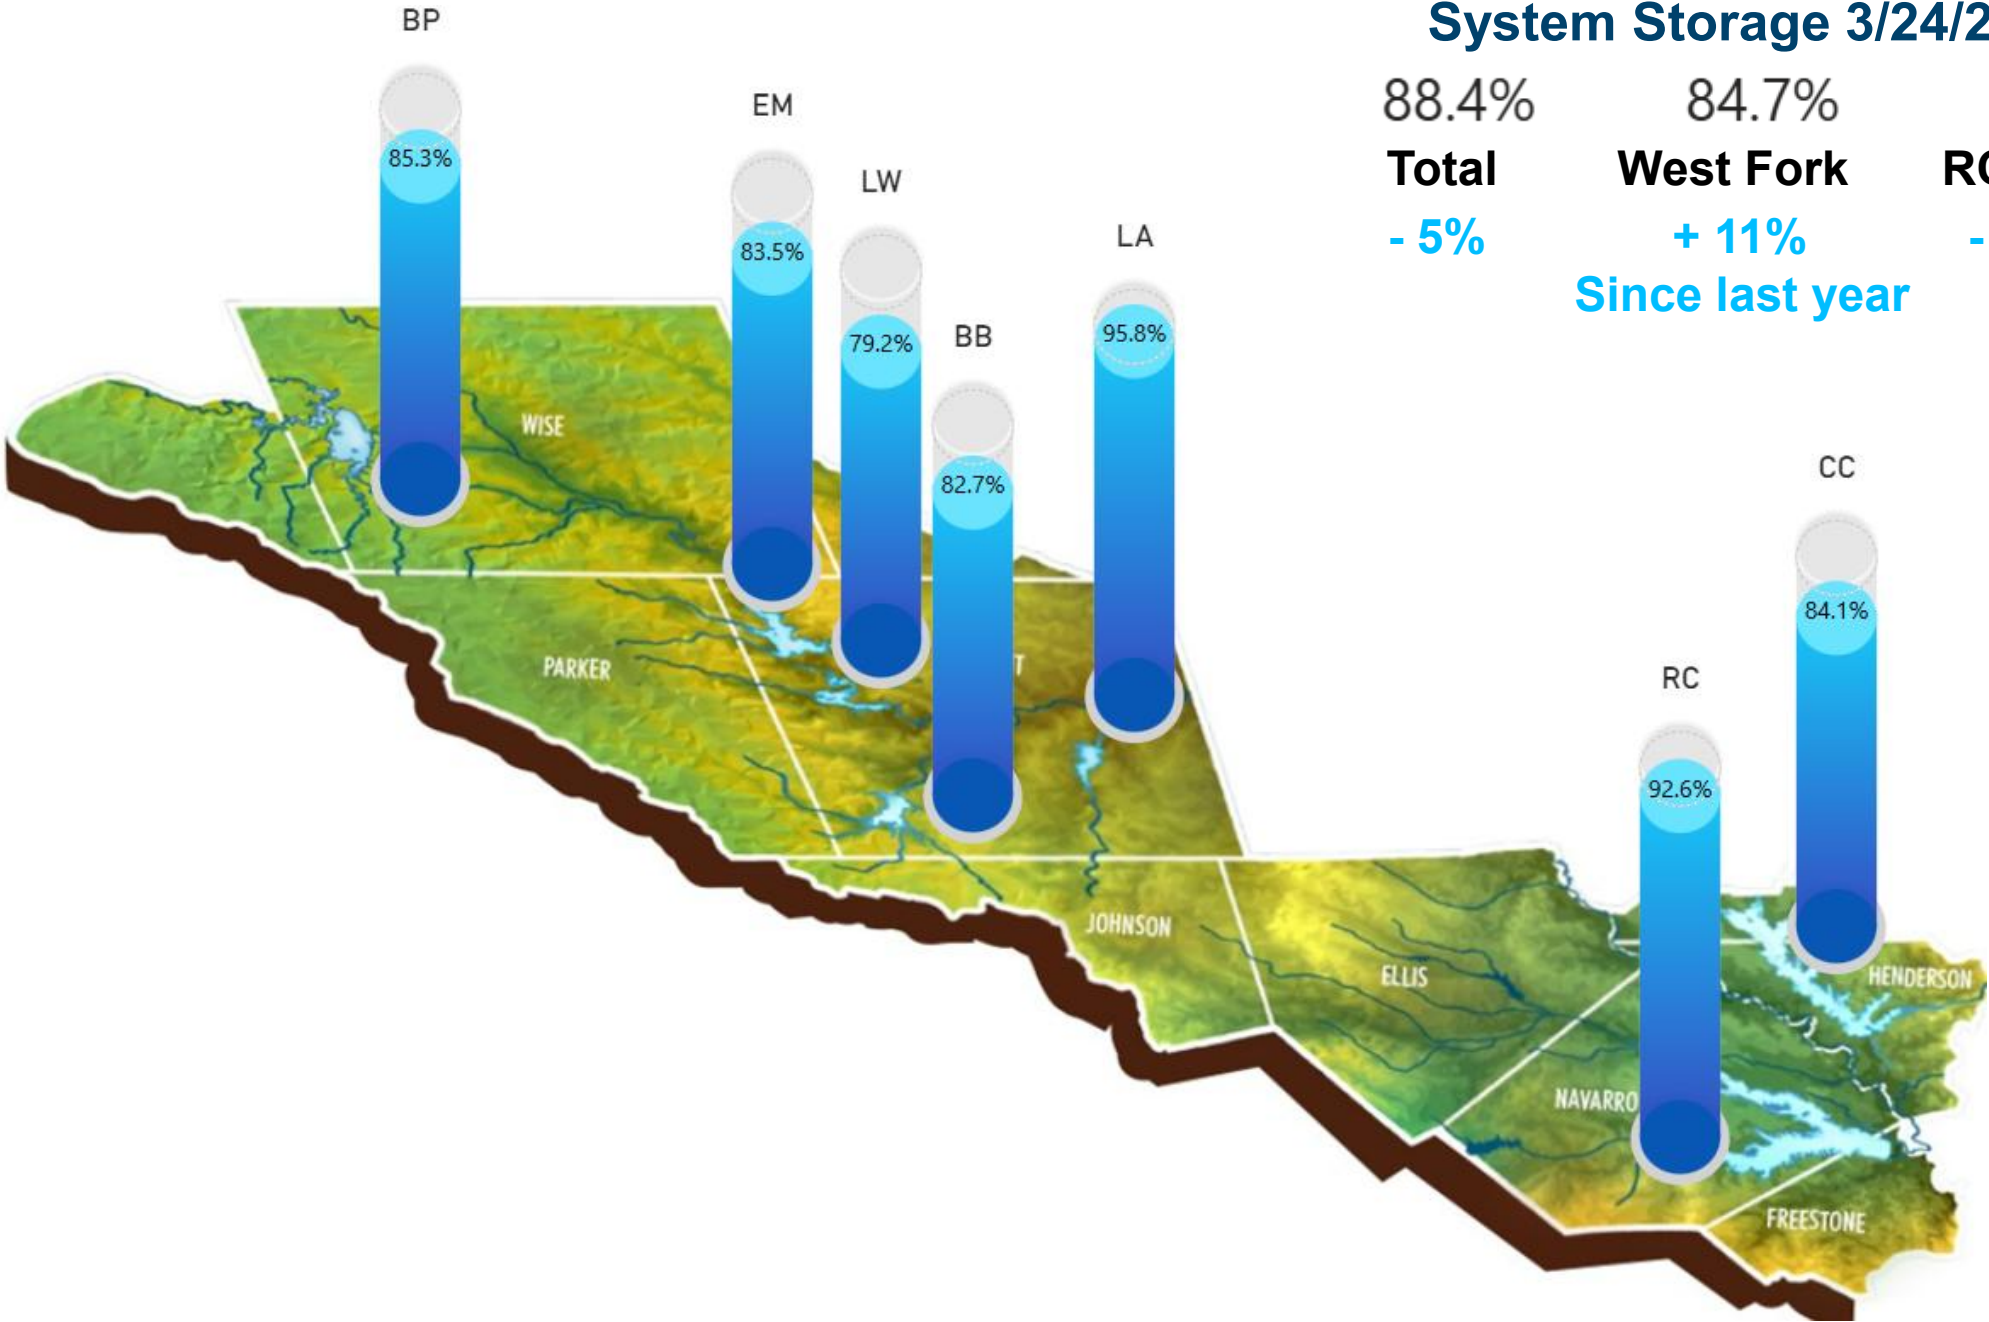 System Storage 3/24/2
88.4% 84.7%
Total West Fork RC
- 5% + 11% -
Since last year
BP
85.3%
EM
83.5%
LW
79.2%
BB
82.7%
LA
95.8%
CC
84.1%
RC
92.6%
WISE
PARKER
T
JOHNSON
ELLIS
HENDERSON
NAVARRO
FREESTONE